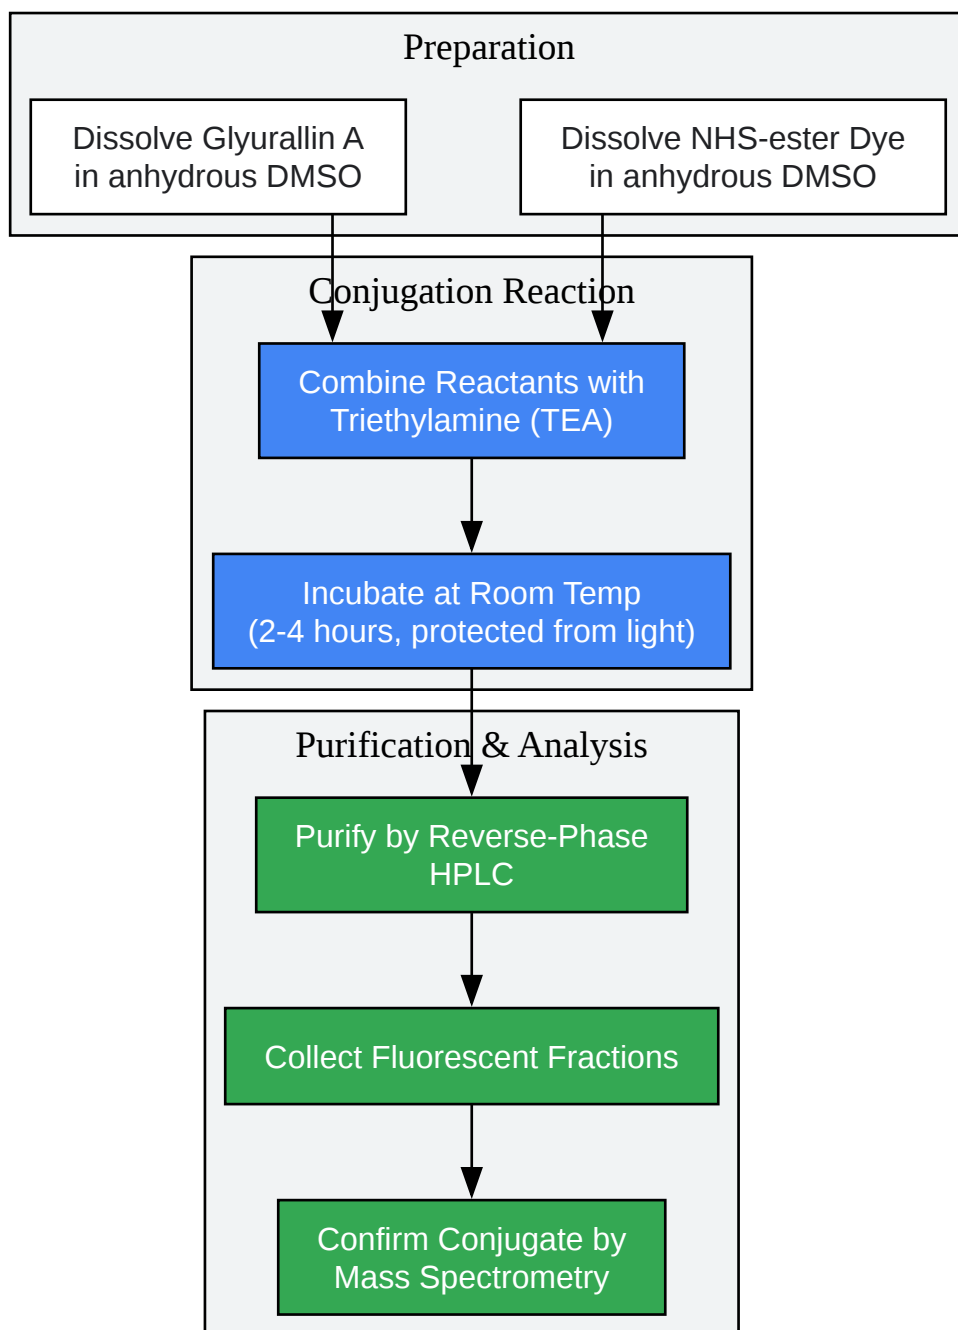 Preparation
Dissolve Glyurallin A
in anhydrous DMSO
Dissolve NHS-ester Dye
in anhydrous DMSO
Conjugation Reaction
Combine Reactants with
Triethylamine (TEA)
Incubate at Room Temp
(2-4 hours, protected from light)
Purification & Analysis
Purify by Reverse-Phase
HPLC
Collect Fluorescent Fractions
Confirm Conjugate by
Mass Spectrometry